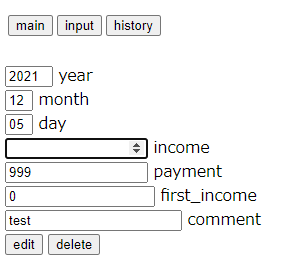 main input history
2021 year
12 month
05 day
income
999 payment
0 first_income
test comment
edit delete